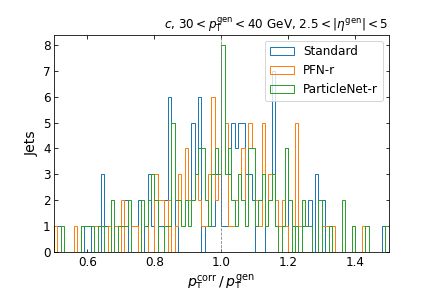 c, 30 < p_T^gen < 40 GeV, 2.5 < |η^gen| < 5
8
7
6
5
4
3
2
1
0
Jets
Standard
PFN-r
ParticleNet-r
0.6 0.8 1.0 1.2 1.4
p_T^corr / p_T^gen